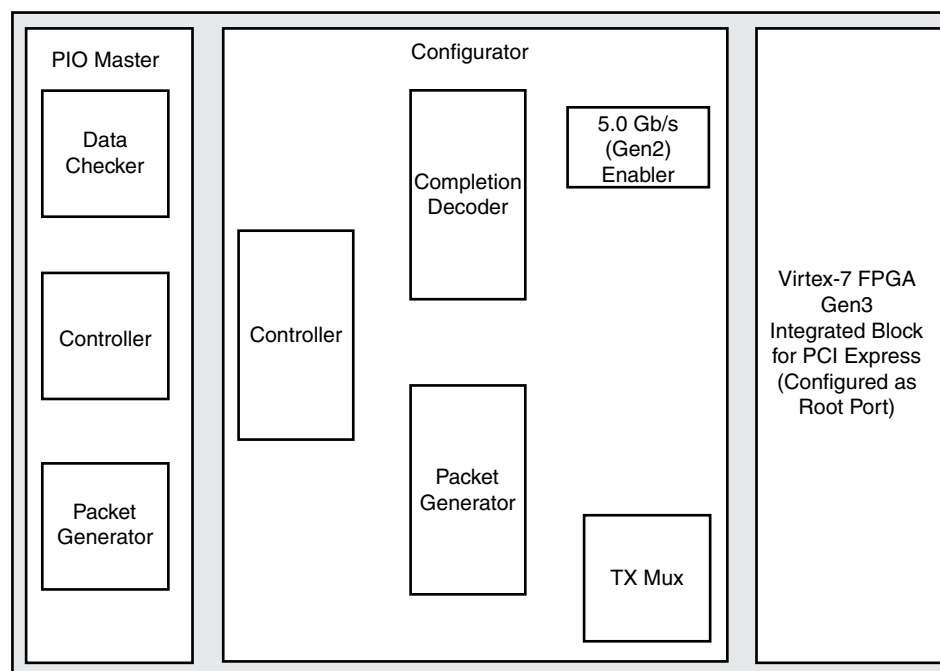 PIO Master
Data
Checker
Controller
Packet
Generator
Configurator
Controller
Completion
Decoder
Packet
Generator
5.0 Gb/s
(Gen2)
Enabler
TX Mux
Virtex-7 FPGA
Gen3
Integrated Block
for PCI Express
(Configured as
Root Port)